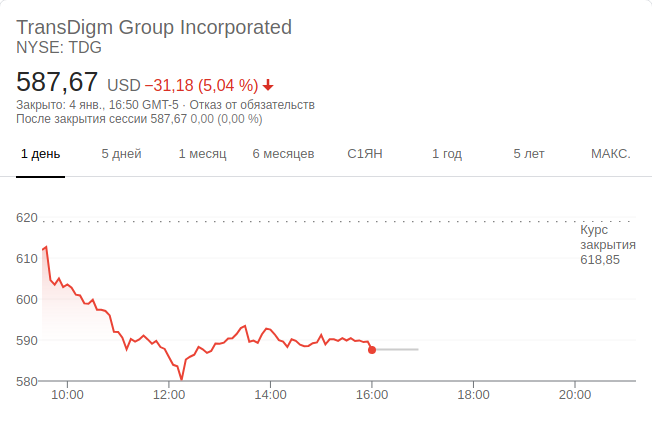 TransDigm Group Incorporated
NYSE: TDG
587,67 USD −31,18 (5,04 %)
Закрыто: 4 янв., 16:50 GMT-5 · Отказ от обязательств
После закрытия сессии 587,67 0,00 (0,00 %)
1 день 5 дней 1 месяц 6 месяцев С1ЯН 1 год 5 лет МАКС.
620
Курс
закрытия
618,85
610
600
590
580
10:00 12:00 14:00 16:00 18:00 20:00